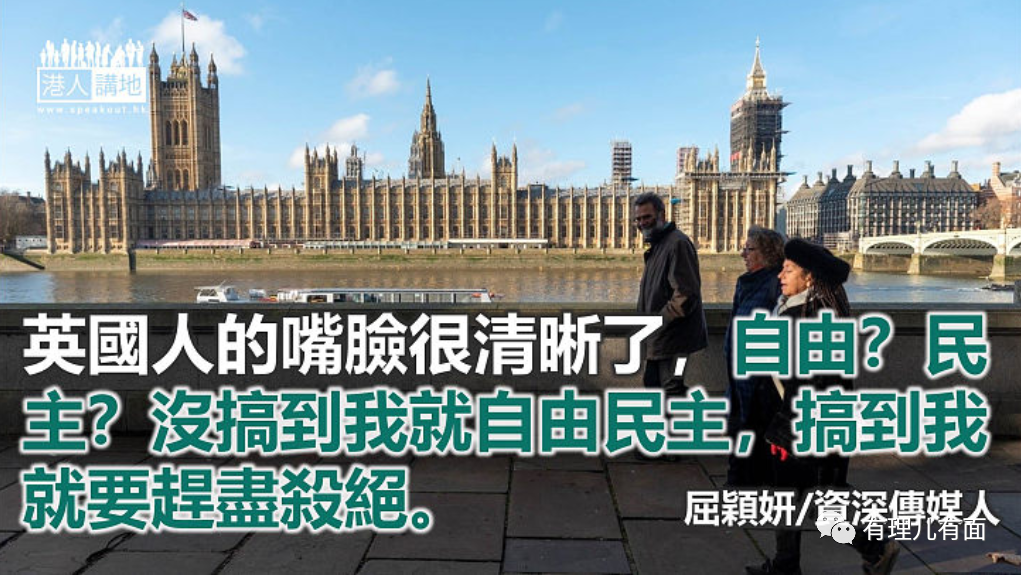 港人講地
www.speakout.hk
英國人的嘴臉很清晰了，自由？民
主？沒搞到我就自由民主，搞到我
就要趕盡殺絕。
屈穎妍/資深傳媒人
有理儿有面